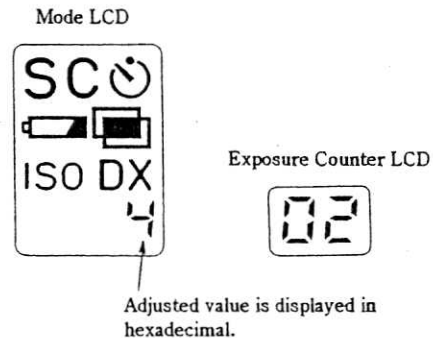 Mode LCD
SC
ISO DX
4
Exposure Counter LCD
02
Adjusted value is displayed in
hexadecimal.